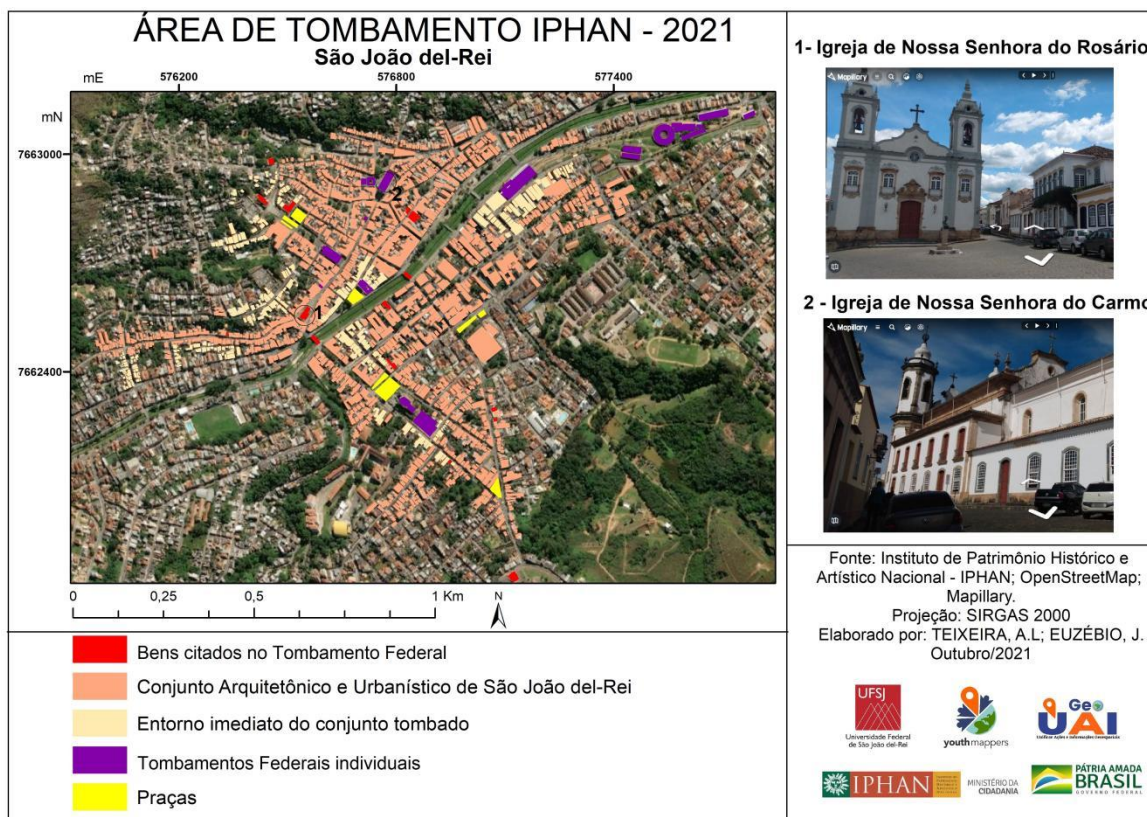 ÁREA DE TOMBAMENTO IPHAN - 2021
São João del-Rei
mE
576200
576800
577400
mN
7663000
7662400
2
1
0
0,25
0,5
1 Km
N
Bens citados no Tombamento Federal
Conjunto Arquitetônico e Urbanístico de São João del-Rei
Entorno imediato do conjunto tombado
Tombamentos Federais individuais
Praças
1- Igreja de Nossa Senhora do Rosário
Mapillary
2 - Igreja de Nossa Senhora do Carmo
Mapillary
Fonte: Instituto de Patrimônio Histórico e
Artístico Nacional - IPHAN; OpenStreetMap;
Mapillary.
Projeção: SIRGAS 2000
Elaborado por: TEIXEIRA, A.L; EUZÉBIO, J.
Outubro/2021
UFSJ
Universidade Federal
de São João del-Rei
youthmappers
Geo
UAI
IPHAN
MINISTÉRIO DA
CIDADANIA
PÁTRIA AMADA
BRASIL
GOVERNO FEDERAL